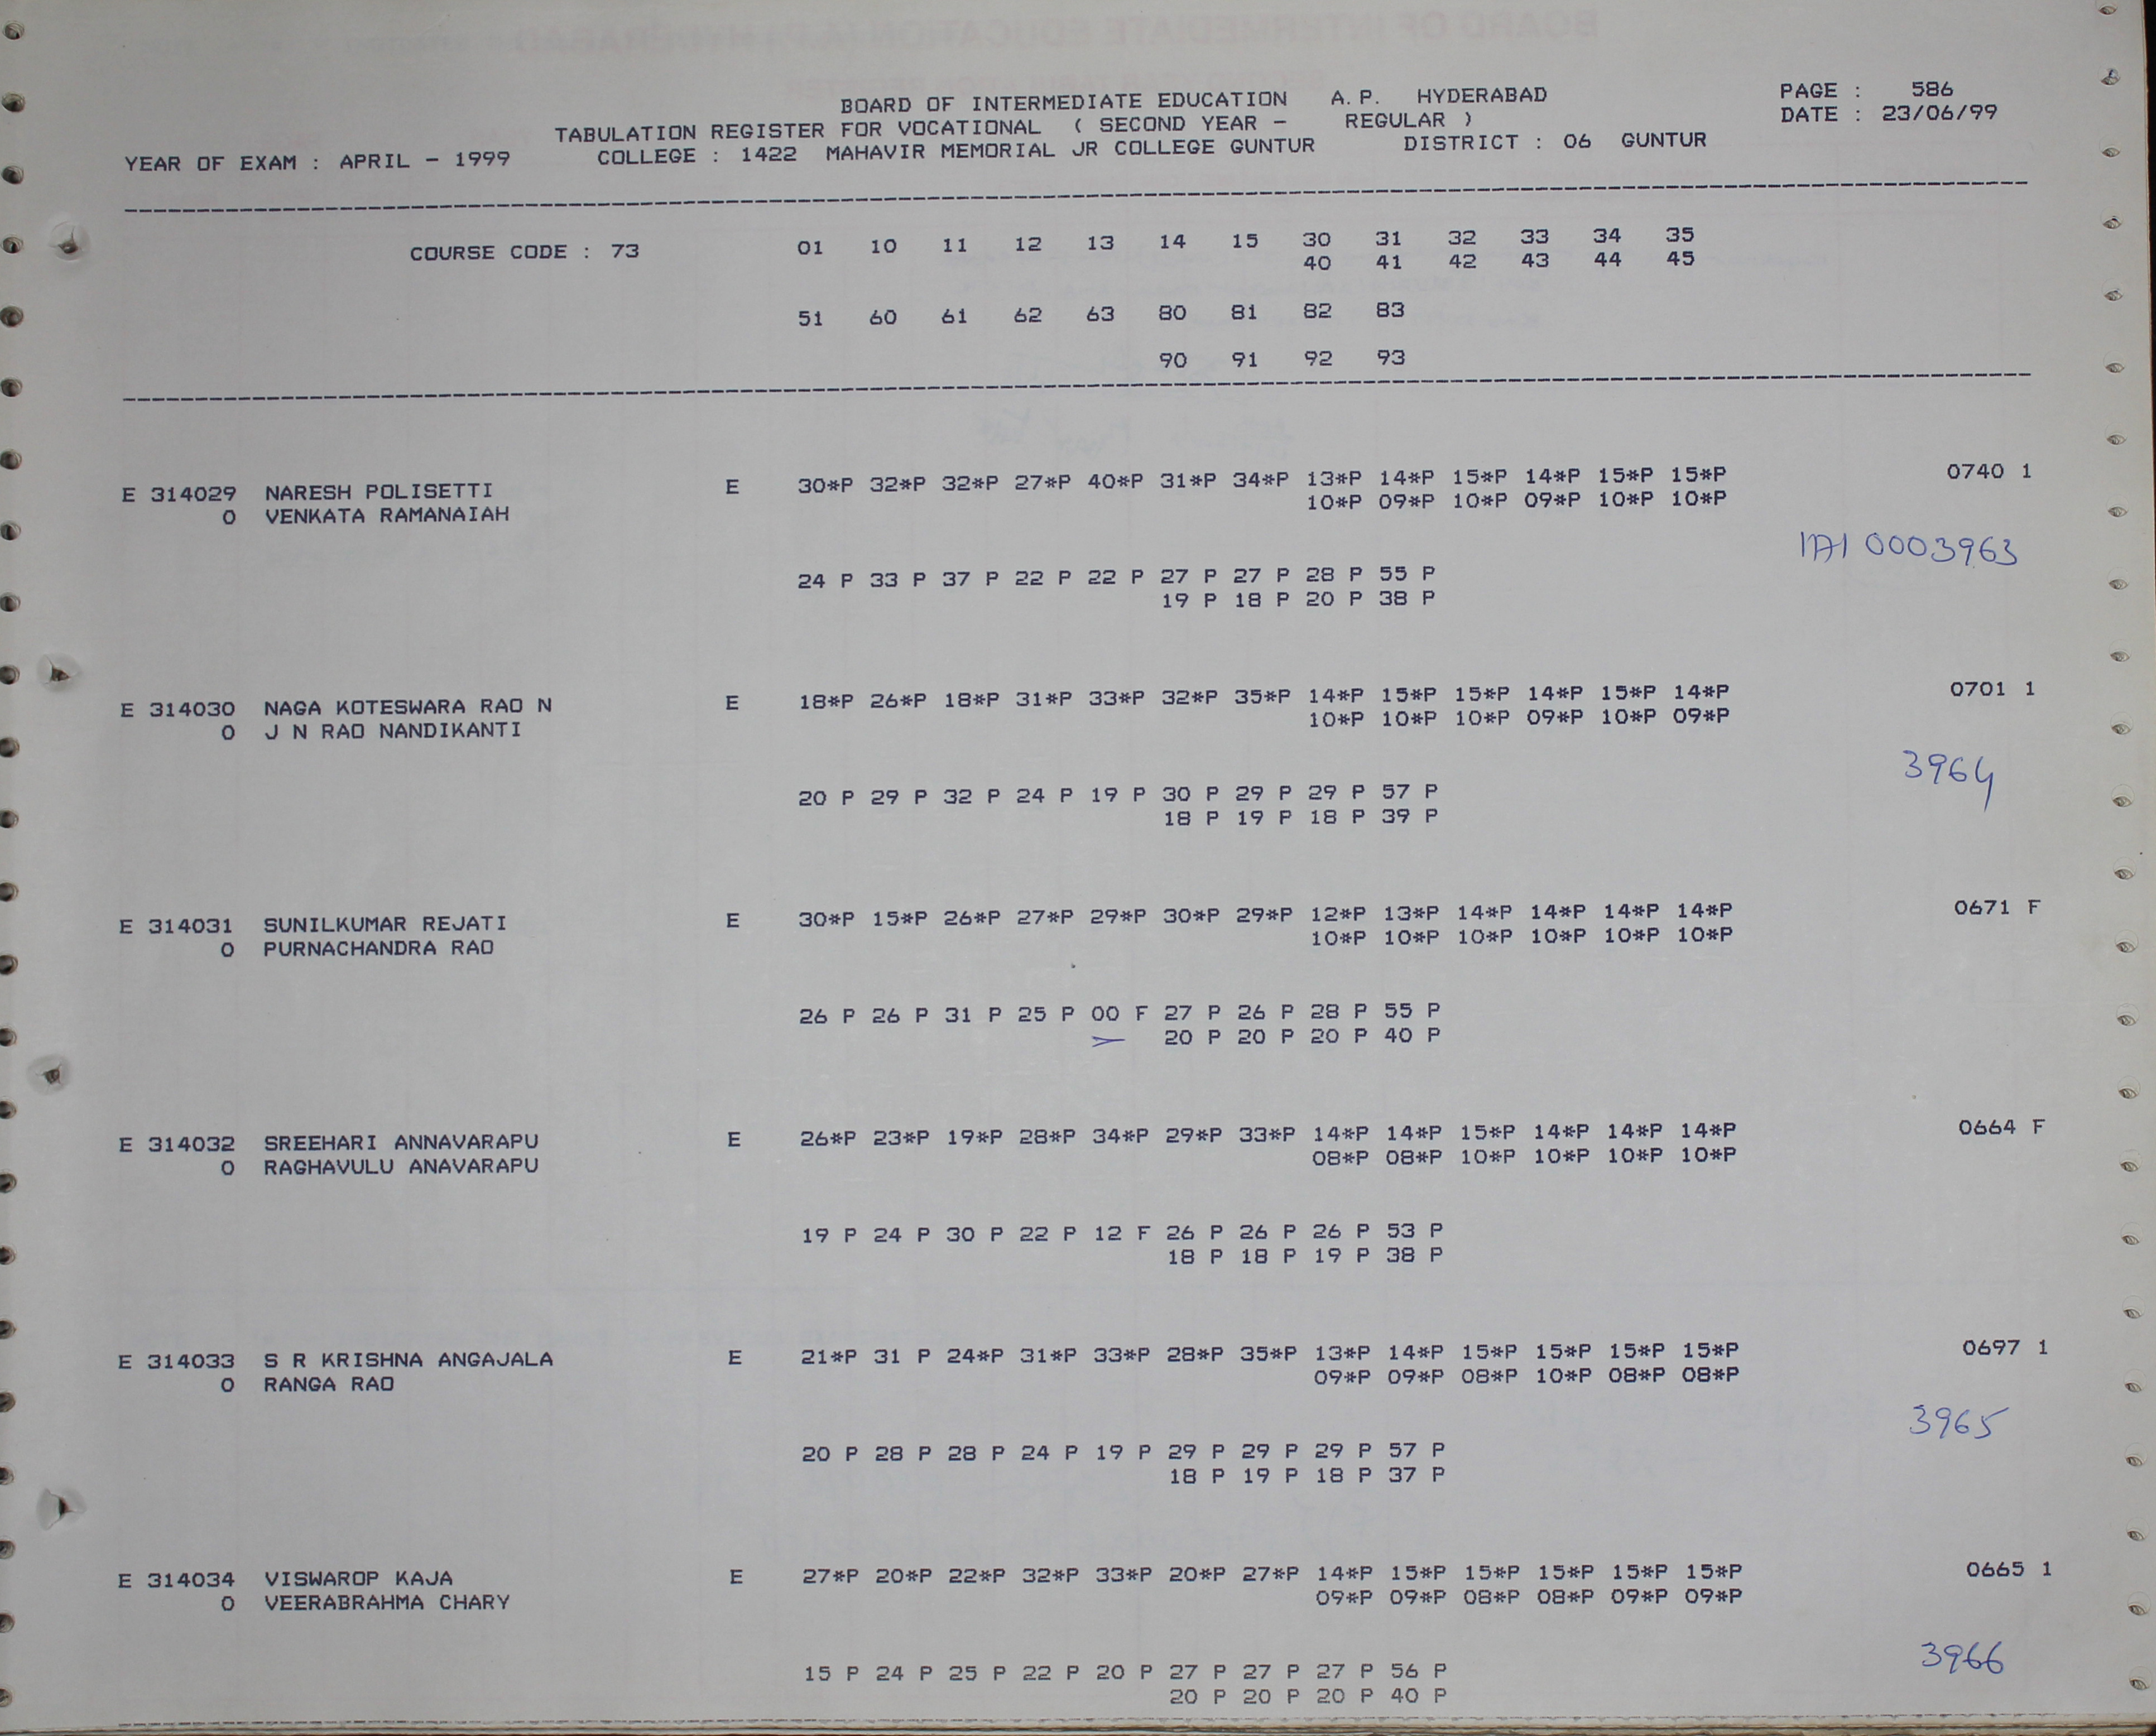 BOARD OF INTERMEDIATE EDUCATION A.P. HYDERABAD PAGE : 586
TABULATION REGISTER FOR VOCATIONAL ( SECOND YEAR - REGULAR ) DATE : 23/06/99
YEAR OF EXAM : APRIL - 1999 COLLEGE : 1422 MAHAVIR MEMORIAL JR COLLEGE GUNTUR DISTRICT : 06 GUNTUR
COURSE CODE : 73 01 10 11 12 13 14 15 30 31 32 33 34 35
40 41 42 43 44 45
51 60 61 62 63 80 81 82 83
90 91 92 93
E 314029 NARESH POLISETTI E 30*P 32*P 32*P 27*P 40*P 31*P 34*P 13*P 14*P 15*P 14*P 15*P 15*P 0740 1
0 VENKATA RAMANAIAH 10*P 09*P 10*P 09*P 10*P 10*P
0003963
24 P 33 P 37 P 22 P 22 P 27 P 27 P 28 P 55 P
19 P 18 P 20 P 38 P
E 314030 NAGA KOTESWARA RAO N E 18*P 26*P 18*P 31*P 33*P 32*P 35*P 14*P 15*P 15*P 14*P 15*P 14*P 0701 1
0 J N RAO NANDIKANTI 10*P 10*P 10*P 09*P 10*P 09*P
3964
20 P 29 P 32 P 24 P 19 P 30 P 29 P 29 P 57 P
18 P 19 P 18 P 39 P
E 314031 SUNILKUMAR REJATI E 30*P 15*P 26*P 27*P 29*P 30*P 29*P 12*P 13*P 14*P 14*P 14*P 14*P 0671 F
0 PURNACHANDRA RAO 10*P 10*P 10*P 10*P 10*P 10*P
26 P 26 P 31 P 25 P 00 F 27 P 26 P 28 P 55 P
20 P 20 P 20 P 40 P
E 314032 SREEHARI ANNAVARAPU E 26*P 23*P 19*P 28*P 34*P 29*P 33*P 14*P 14*P 15*P 14*P 14*P 14*P 0664 F
0 RAGHAVULU ANAVARAPU 08*P 08*P 10*P 10*P 10*P 10*P
19 P 24 P 30 P 22 P 12 F 26 P 26 P 26 P 53 P
18 P 18 P 19 P 38 P
E 314033 S R KRISHNA ANGAJALA E 21*P 31 P 24*P 31*P 33*P 28*P 35*P 13*P 14*P 15*P 15*P 15*P 15*P 0697 1
0 RANGA RAO 09*P 09*P 08*P 10*P 08*P 08*P
3965
20 P 28 P 28 P 24 P 19 P 29 P 29 P 29 P 57 P
18 P 19 P 18 P 37 P
E 314034 VISWAROP KAJA E 27*P 20*P 22*P 32*P 33*P 20*P 27*P 14*P 15*P 15*P 15*P 15*P 15*P 0665 1
0 VEERABRAHMA CHARY 09*P 09*P 08*P 08*P 09*P 09*P
3966
15 P 24 P 25 P 22 P 20 P 27 P 27 P 27 P 56 P
20 P 20 P 20 P 40 P